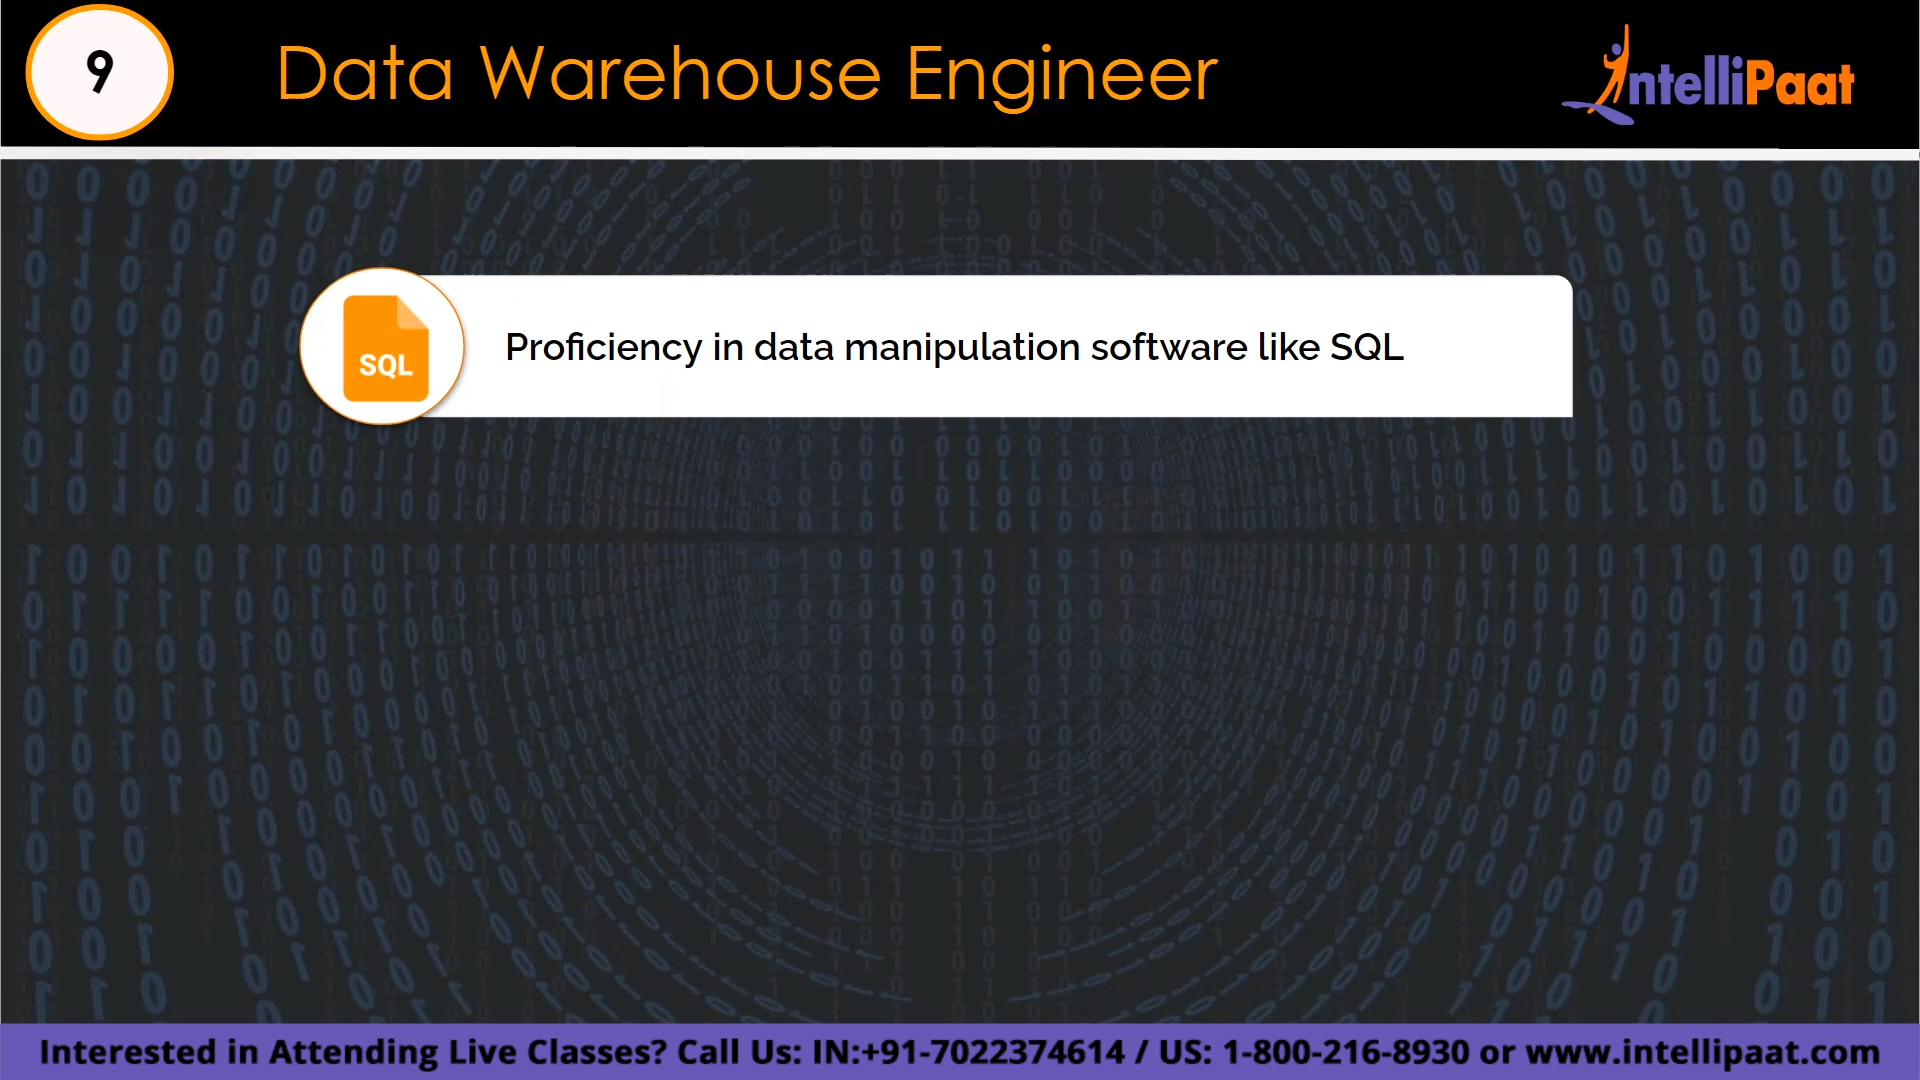 9
Data Warehouse Engineer
intelliPaat
SQL
Proficiency in data manipulation software like SQL
Interested in Attending Live Classes? Call Us: IN:+91-7022374614 / US: 1-800-216-8930 or www.intellipaat.com